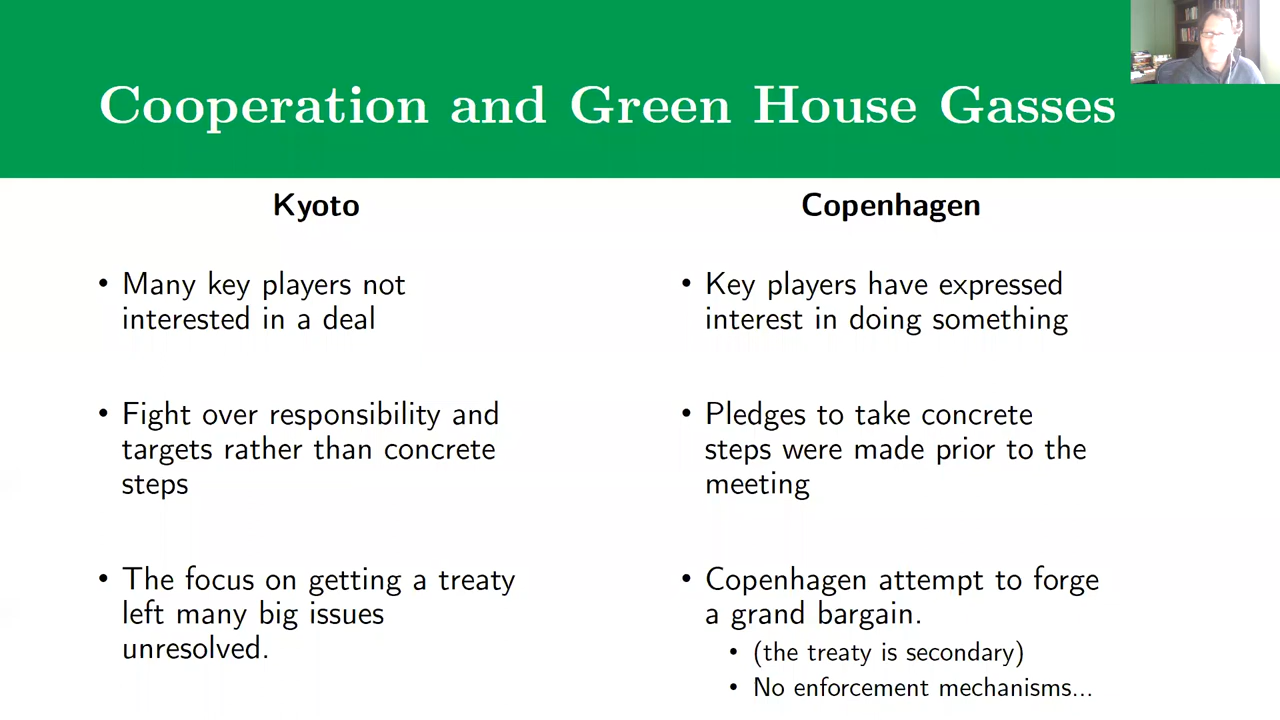 Cooperation and Green House Gasses
Kyoto
• Many key players not
interested in a deal
• Fight over responsibility and
targets rather than concrete
steps
• The focus on getting a treaty
left many big issues
unresolved.
Copenhagen
• Key players have expressed
interest in doing something
• Pledges to take concrete
steps were made prior to the
meeting
• Copenhagen attempt to forge
a grand bargain.
• (the treaty is secondary)
• No enforcement mechanisms...